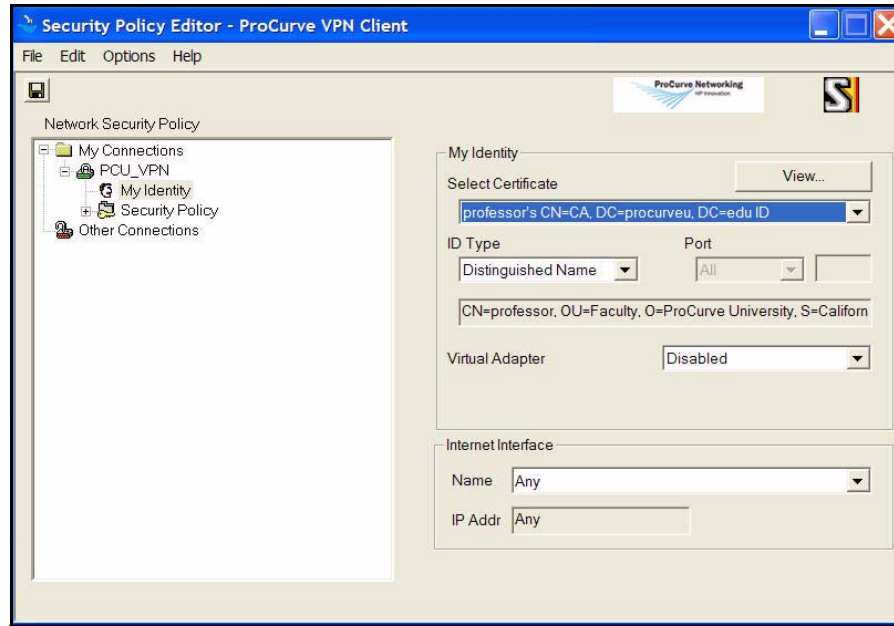 Security Policy Editor - ProCurve VPN Client
File Edit Options Help
ProCurve Networking
HP Innovation
S
Network Security Policy
My Connections
PCU_VPN
My Identity
Security Policy
Other Connections
My Identity
Select Certificate
View...
professor's CN=CA, DC=procurveu, DC=edu ID
ID Type Port
Distinguished Name All
CN=professor, OU=Faculty, O=ProCurve University, S=Californ
Virtual Adapter Disabled
Internet Interface
Name Any
IP Addr Any